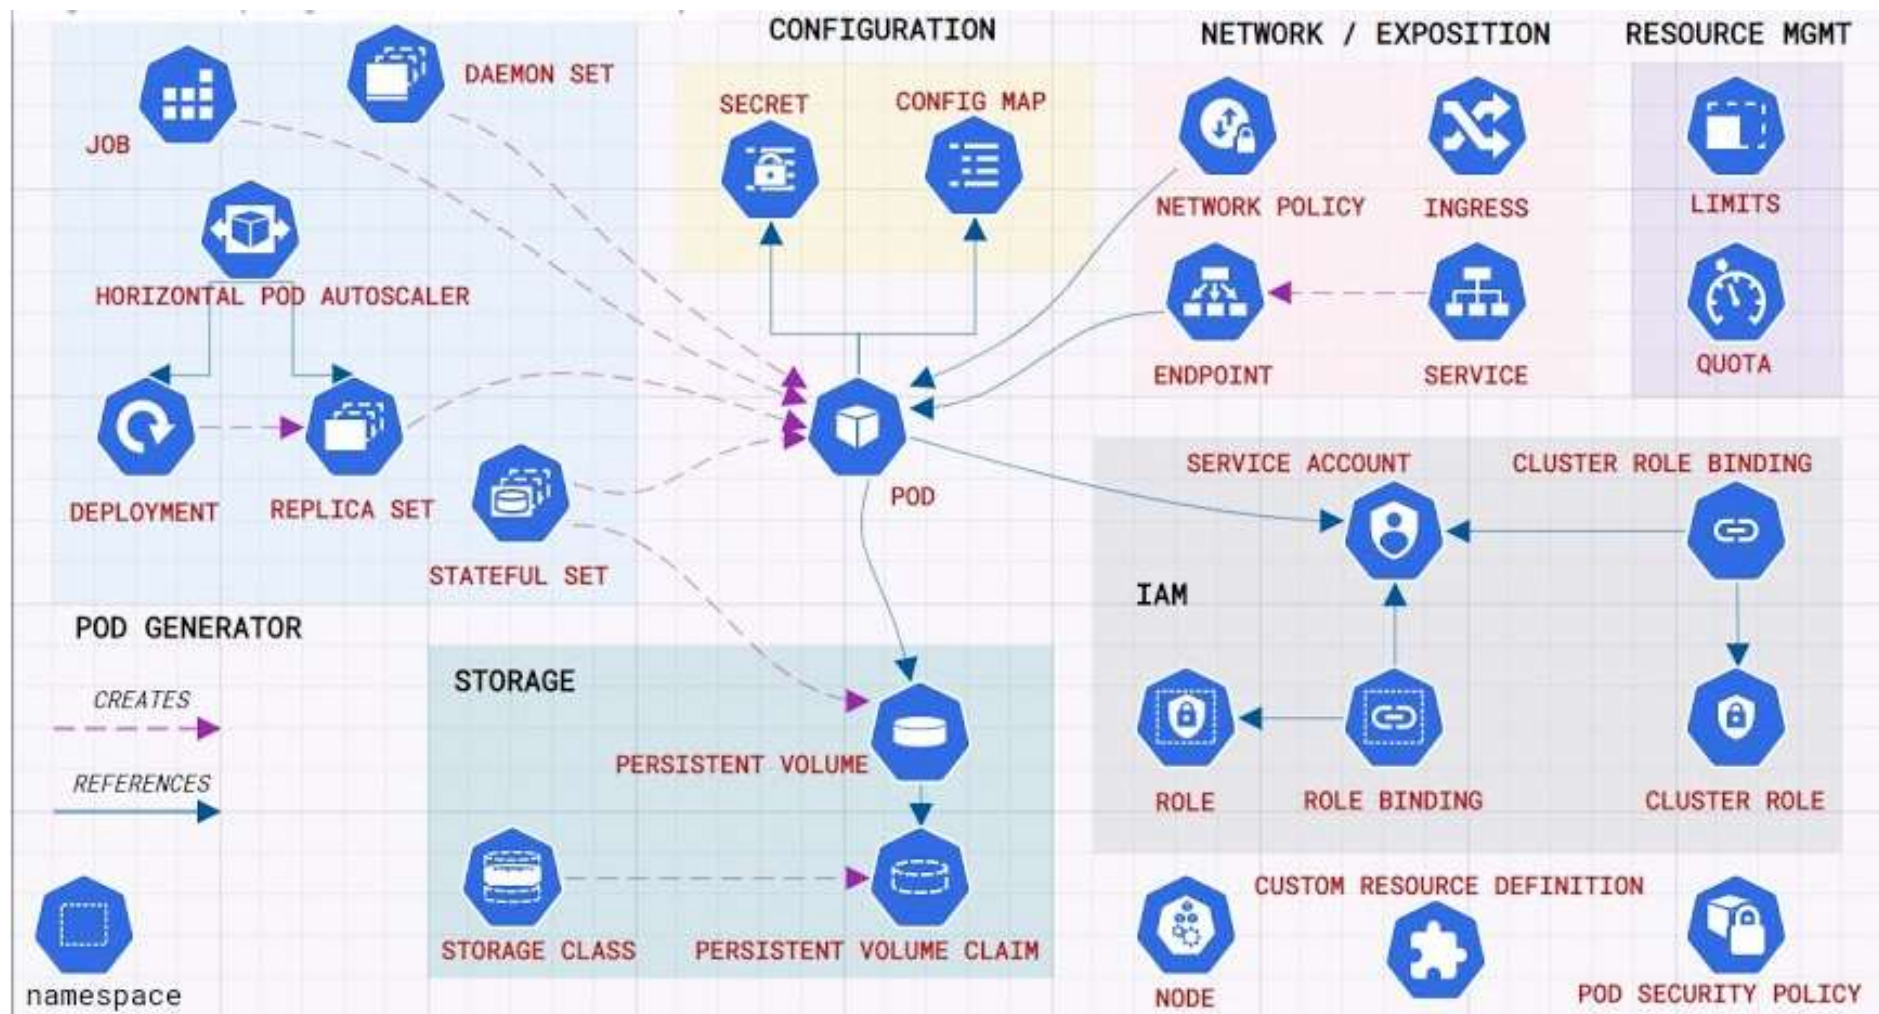 CONFIGURATION
NETWORK / EXPOSITION
RESOURCE MGMT
DAEMON SET
JOB
SECRET
CONFIG MAP
NETWORK POLICY
INGRESS
LIMITS
HORIZONTAL POD AUTOSCALER
ENDPOINT
SERVICE
QUOTA
DEPLOYMENT
REPLICA SET
POD
STATEFUL SET
SERVICE ACCOUNT
CLUSTER ROLE BINDING
IAM
POD GENERATOR
STORAGE
CREATES
REFERENCES
PERSISTENT VOLUME
ROLE
ROLE BINDING
CLUSTER ROLE
STORAGE CLASS
PERSISTENT VOLUME CLAIM
CUSTOM RESOURCE DEFINITION
namespace
NODE
POD SECURITY POLICY